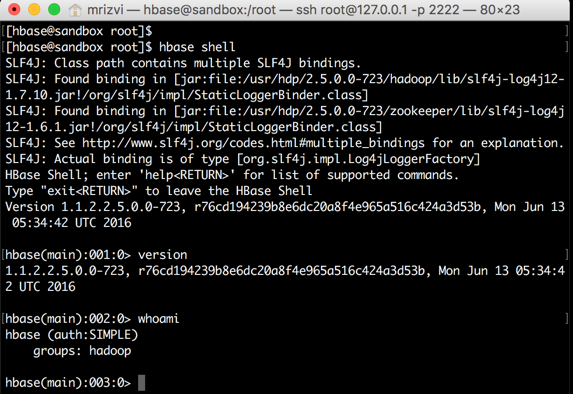 mrizvi — hbase@sandbox:/root — ssh root@127.0.0.1 -p 2222 — 80×23
[[hbase@sandbox root]$ ]
[[hbase@sandbox root]$ hbase shell ]
SLF4J: Class path contains multiple SLF4J bindings.
SLF4J: Found binding in [jar:file:/usr/hdp/2.5.0.0-723/hadoop/lib/slf4j-log4j12-
1.7.10.jar!/org/slf4j/impl/StaticLoggerBinder.class]
SLF4J: Found binding in [jar:file:/usr/hdp/2.5.0.0-723/zookeeper/lib/slf4j-log4j
12-1.6.1.jar!/org/slf4j/impl/StaticLoggerBinder.class]
SLF4J: See http://www.slf4j.org/codes.html#multiple_bindings for an explanation.
SLF4J: Actual binding is of type [org.slf4j.impl.Log4jLoggerFactory]
HBase Shell; enter 'help<RETURN>' for list of supported commands.
Type "exit<RETURN>" to leave the HBase Shell
Version 1.1.2.2.5.0.0-723, r76cd194239b8e6dc20a8f4e965a516c424a3d53b, Mon Jun 13
05:34:42 UTC 2016
[hbase(main):001:0> version ]
1.1.2.2.5.0.0-723, r76cd194239b8e6dc20a8f4e965a516c424a3d53b, Mon Jun 13 05:34:4
2 UTC 2016
[hbase(main):002:0> whoami ]
hbase (auth:SIMPLE)
groups: hadoop
hbase(main):003:0>